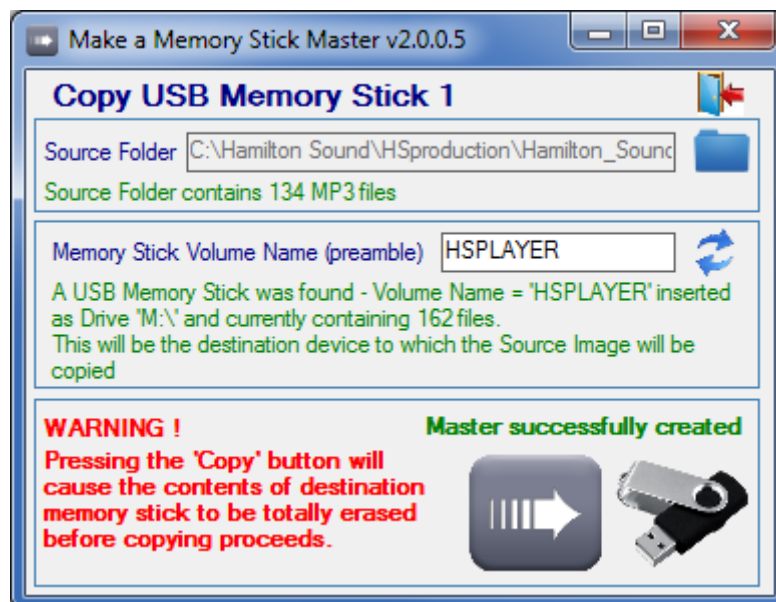 Make a Memory Stick Master v2.0.0.5
Copy USB Memory Stick 1
Source Folder C:\Hamilton Sound\HSproduction\Hamilton_Sounc
Source Folder contains 134 MP3 files
Memory Stick Volume Name (preamble) HSPLAYER
A USB Memory Stick was found - Volume Name = 'HSPLAYER' inserted
as Drive 'M:\' and currently containing 162 files.
This will be the destination device to which the Source Image will be
copied
WARNING !
Master successfully created
Pressing the 'Copy' button will
cause the contents of destination
memory stick to be totally erased
before copying proceeds.